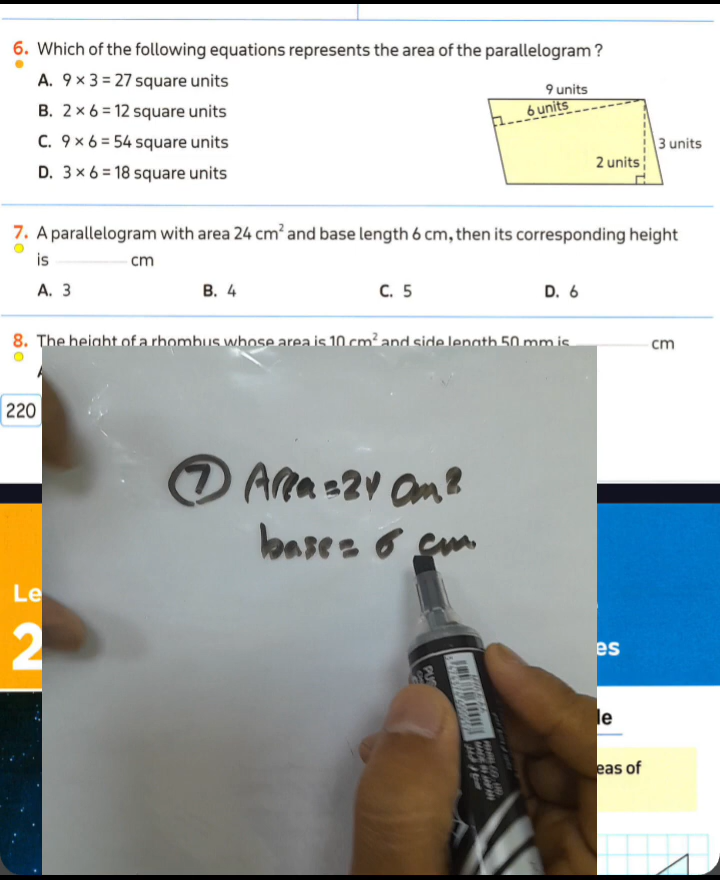 6. Which of the following equations represents the area of the parallelogram ?
A. 9 × 3 = 27 square units
B. 2 × 6 = 12 square units
C. 9 × 6 = 54 square units
D. 3 × 6 = 18 square units
9 units
6 units
3 units
2 units
7. A parallelogram with area 24 cm² and base length 6 cm, then its corresponding height
is ______ cm
A. 3 B. 4 C. 5 D. 6
8. The height of a rhombus whose area is 10 cm² and side length 50 mm is ______ cm
220
⑦ Area = 24 cm²
base = 6 cm.
Le
2
es
le
eas of